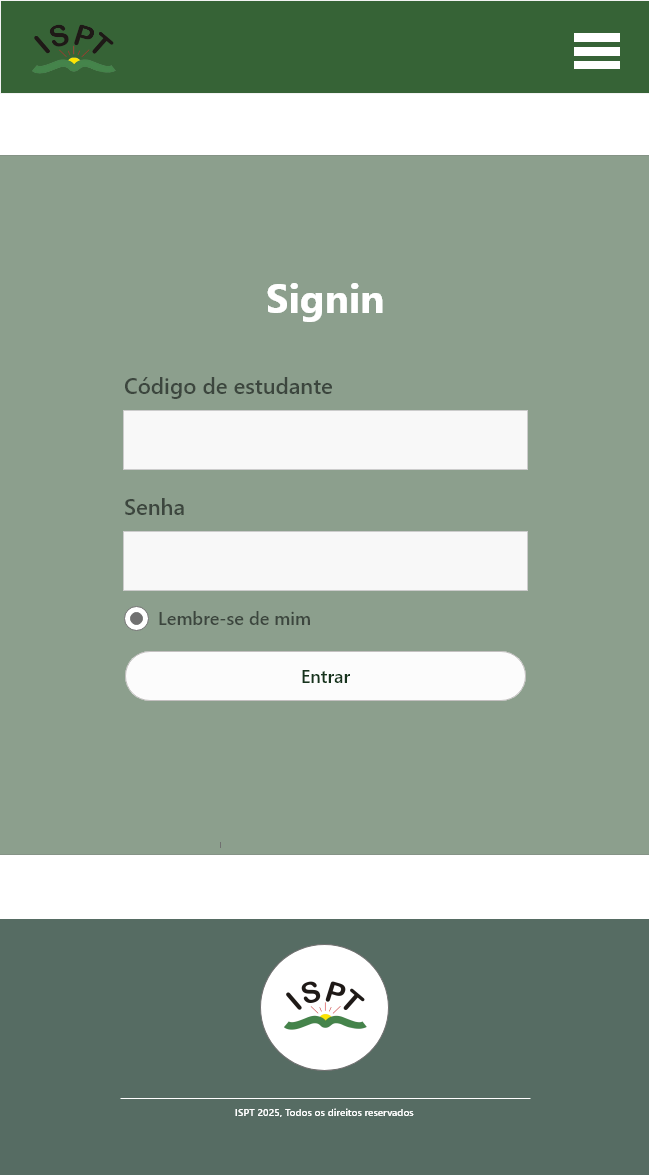 ISPT
Signin
Código de estudante
Senha
Lembre-se de mim
Entrar
ISPT
ISPT 2025, Todos os direitos reservados